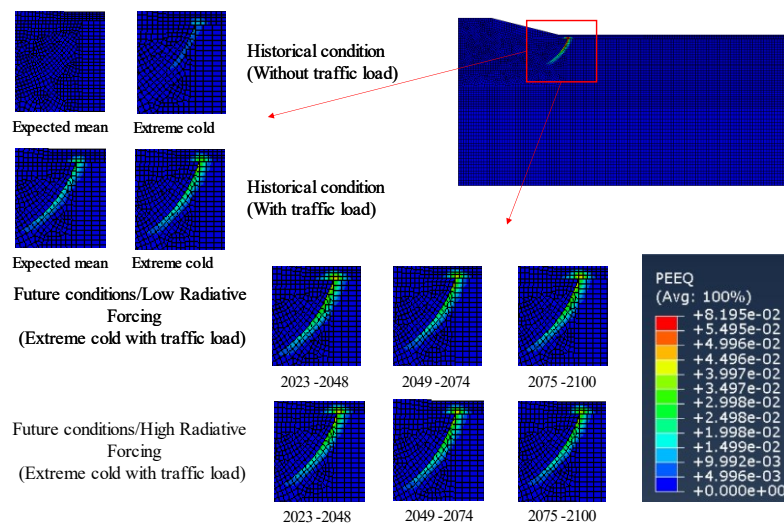 Historical condition
(Without traffic load)
Expected mean
Extreme cold
Historical condition
(With traffic load)
Expected mean
Extreme cold
Future conditions/Low Radiative
Forcing
(Extreme cold with traffic load)
2023 -2048
2049 -2074
2075 -2100
Future conditions/High Radiative
Forcing
(Extreme cold with traffic load)
2023 -2048
2049 -2074
2075 -2100
PEEQ
(Avg: 100%)
+8.195e-02
+5.495e-02
+4.496e-02
+3.997e-02
+3.497e-02
+2.998e-02
+2.498e-02
+1.998e-02
+1.499e-02
+9.992e-03
+4.996e-03
+0.000e+00